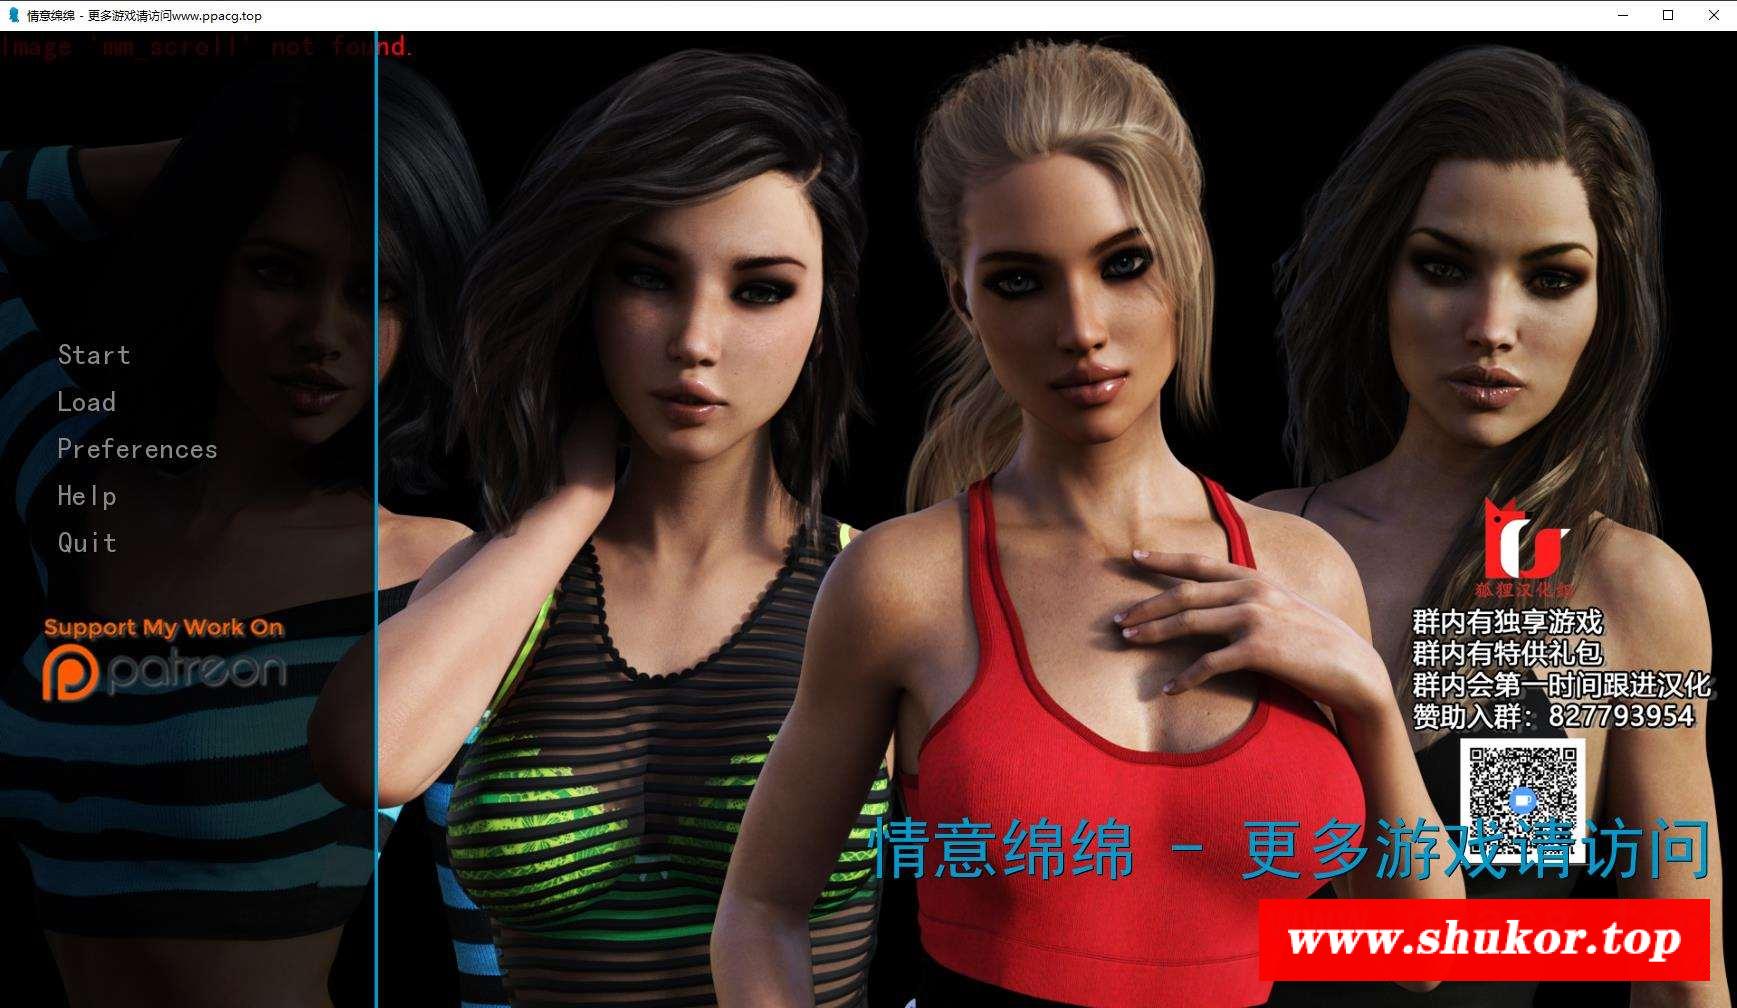 情意绵绵 - 更多游戏请访问www.ppacg.top
Image 'mm_scroll' not found.
Start
Load
Preferences
Help
Quit
Support My Work On
patreon
狐狸汉化组
群内有独享游戏
群内有特供礼包
群内会第一时间跟进汉化
赞助入群：827793954
情意绵绵 - 更多游戏请访问
www.shukor.top